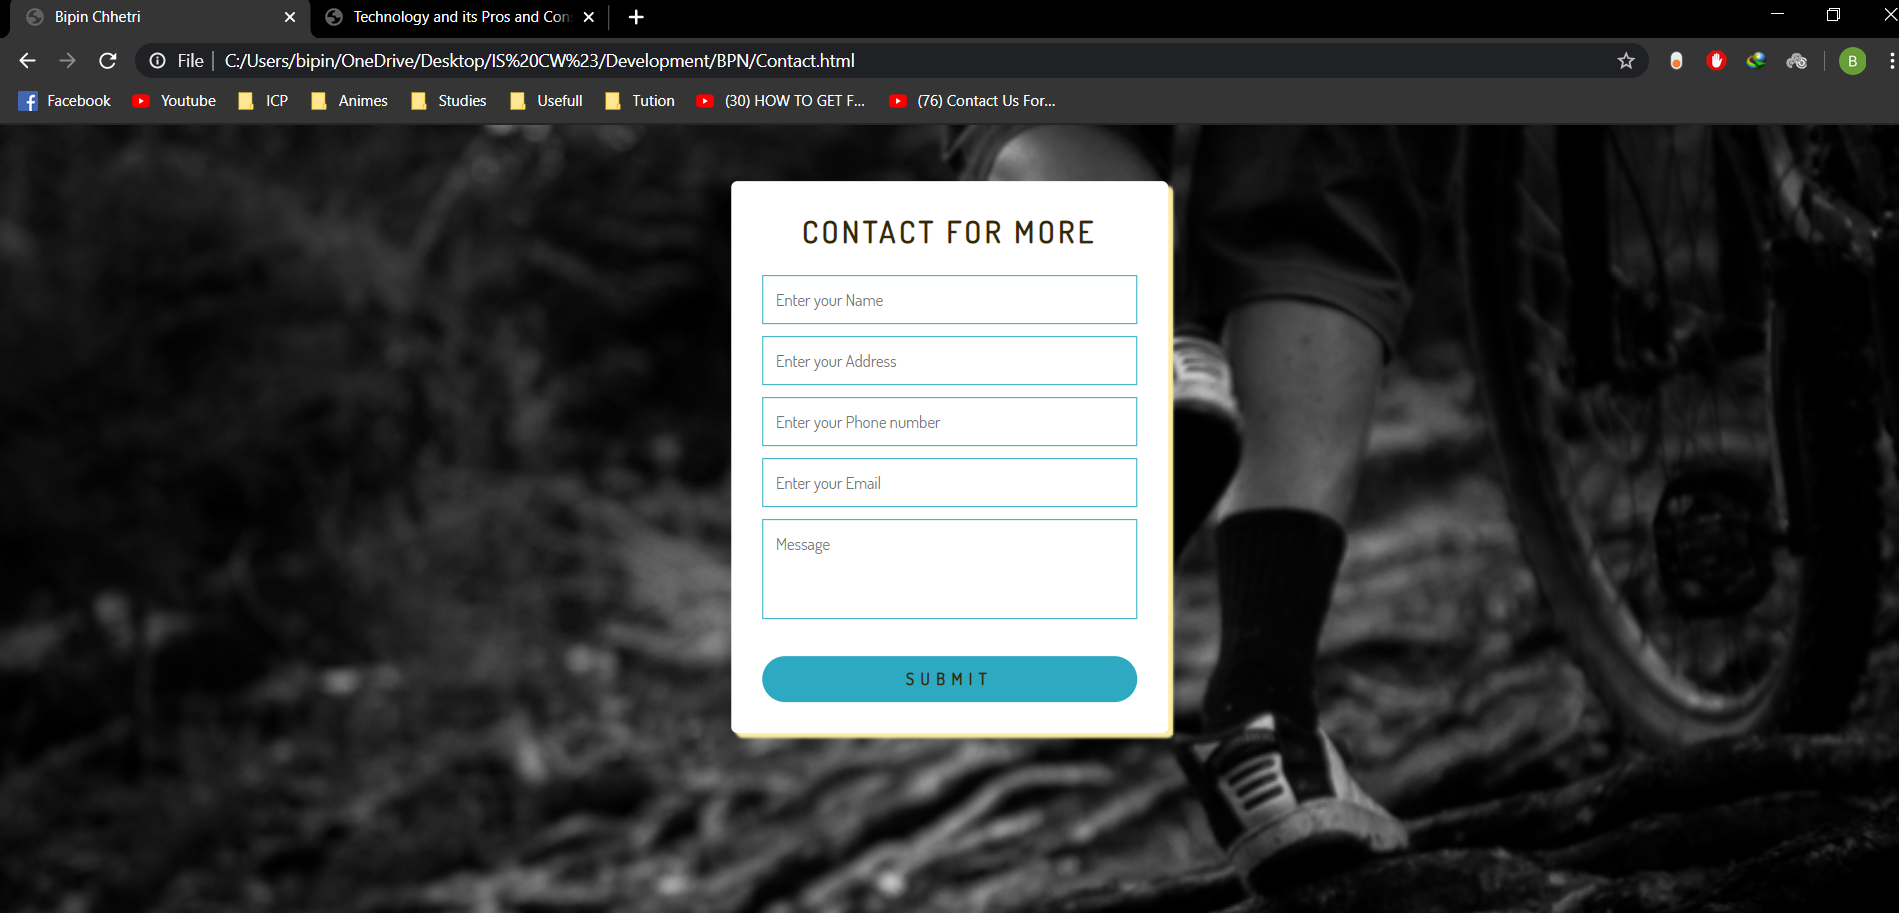 Bipin Chhetri
Technology and its Pros and Con
File C:/Users/bipin/OneDrive/Desktop/IS%20CW%23/Development/BPN/Contact.html
B
Facebook Youtube ICP Animes Studies Usefull Tution (30) HOW TO GET F... (76) Contact Us For...
CONTACT FOR MORE
Enter your Name
Enter your Address
Enter your Phone number
Enter your Email
Message
SUBMIT